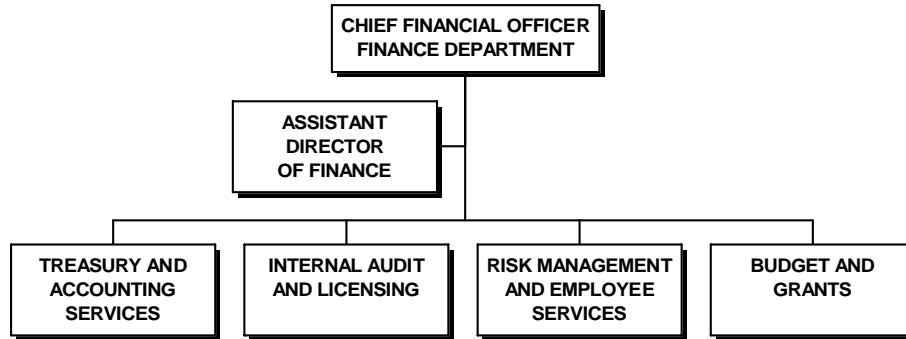 CHIEF FINANCIAL OFFICER
FINANCE DEPARTMENT
ASSISTANT
DIRECTOR
OF FINANCE
TREASURY AND
ACCOUNTING
SERVICES
INTERNAL AUDIT
AND LICENSING
RISK MANAGEMENT
AND EMPLOYEE
SERVICES
BUDGET AND
GRANTS